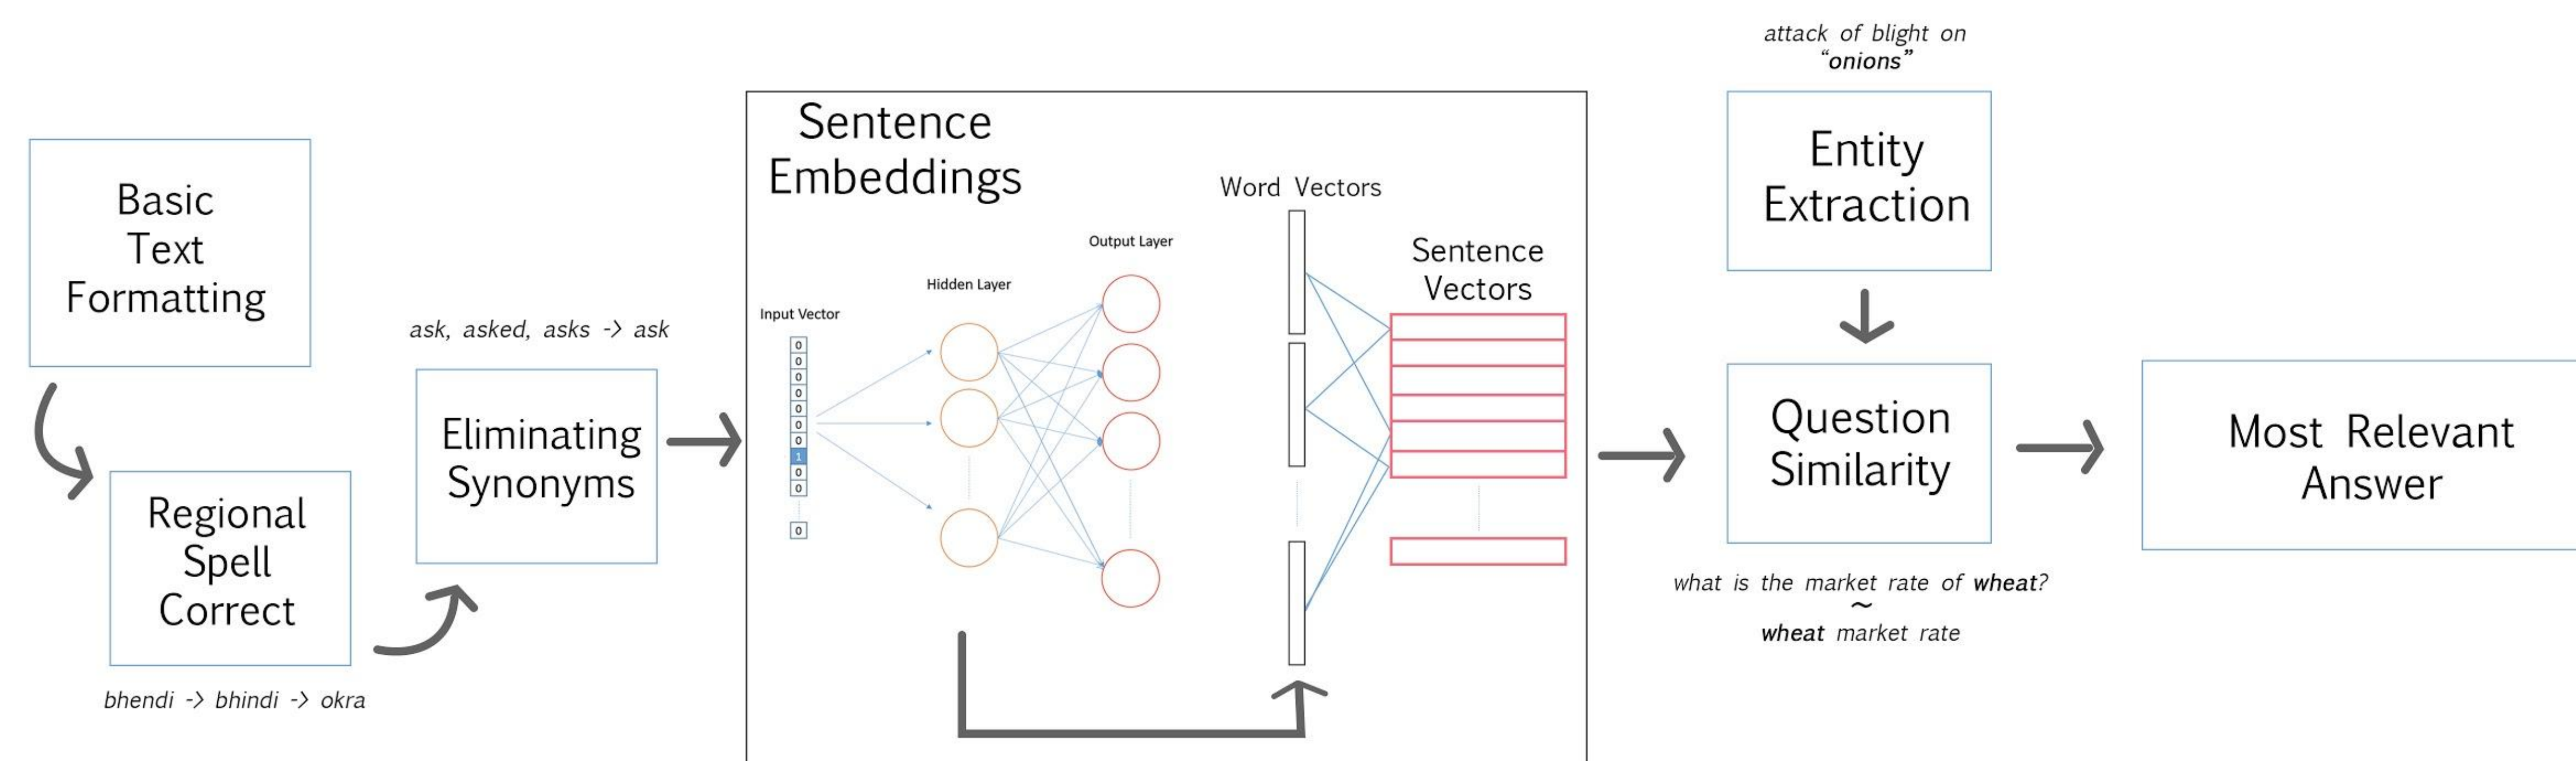 Basic
Text
Formatting
Regional
Spell
Correct
bhendi -> bhindi -> okra
ask, asked, asks -> ask
Eliminating
Synonyms
Sentence
Embeddings
Input Vector
0
0
0
0
0
0
0
1
0
0
0
Hidden Layer
Output Layer
Word Vectors
Sentence
Vectors
attack of blight on
“onions”
Entity
Extraction
Question
Similarity
what is the market rate of wheat?
~
wheat market rate
Most Relevant
Answer